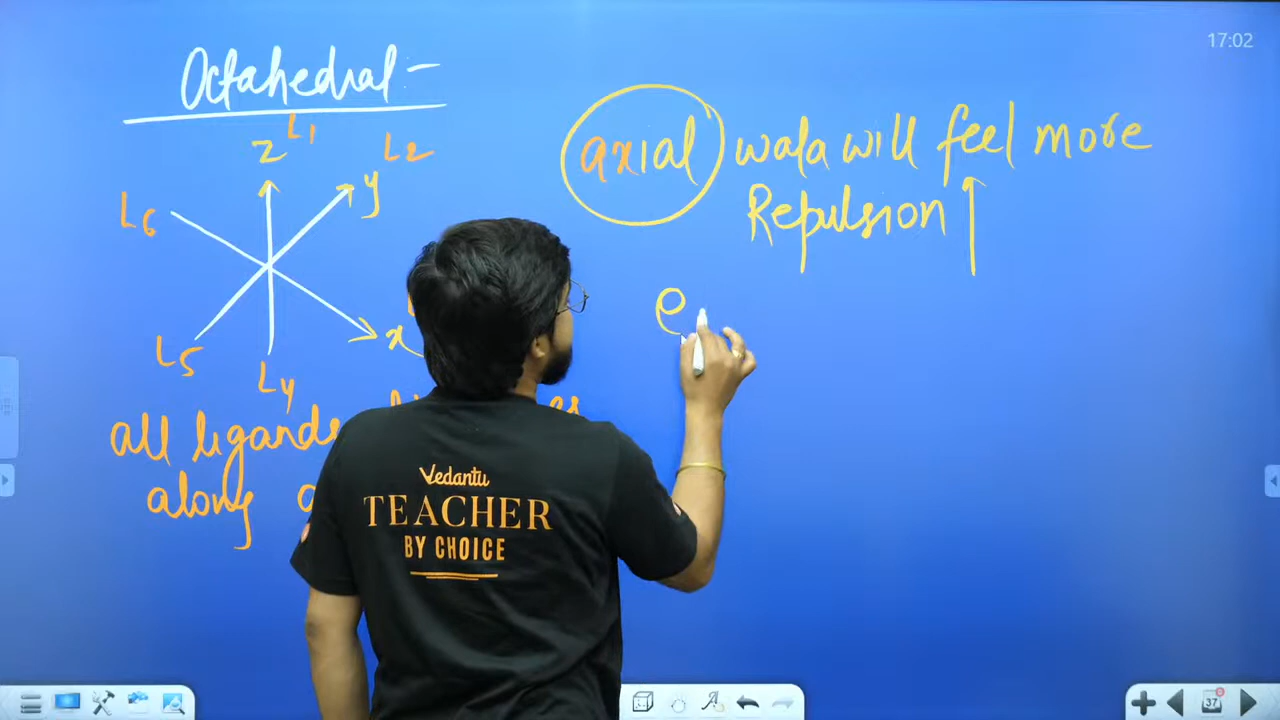 17:02
Octahedral -
axial wala will feel more
Repulsion ↑
Z L1
L2
y
L6
x
L5
L4
e
all ligands
along
Vedantu
TEACHER
BY CHOICE
37